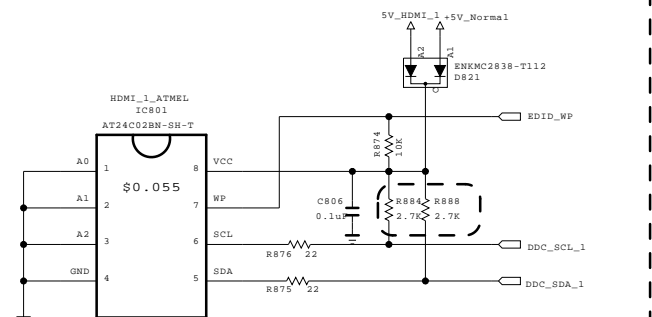 5V_HDMI_1 +5V_Normal
A2
A1
ENKMC2838-T112
D821
C
HDMI_1_ATMEL
IC801
AT24C02BN-SH-T
EDID_WP
R874
10K
A0 1 8 VCC
$0.055
A1 2 7 WP
C806
0.1uF
R884 R888
2.7K 2.7K
A2 3 6 SCL
R876 22
DDC_SCL_1
GND 4 5 SDA
R875 22
DDC_SDA_1